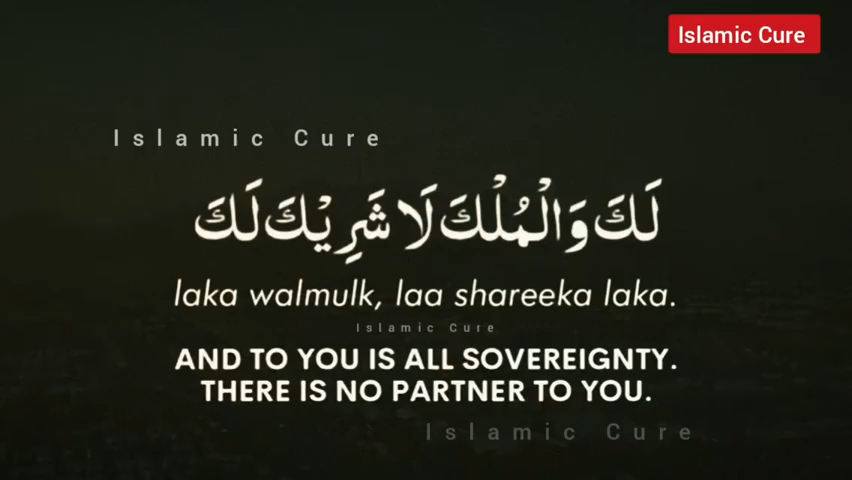 Islamic Cure
Islamic Cure
لَكَ وَالْمُلْكَ لَا شَرِيْكَ لَكَ
laka walmulk, laa shareeka laka.
Islamic Cure
AND TO YOU IS ALL SOVEREIGNTY.
THERE IS NO PARTNER TO YOU.
Islamic Cure